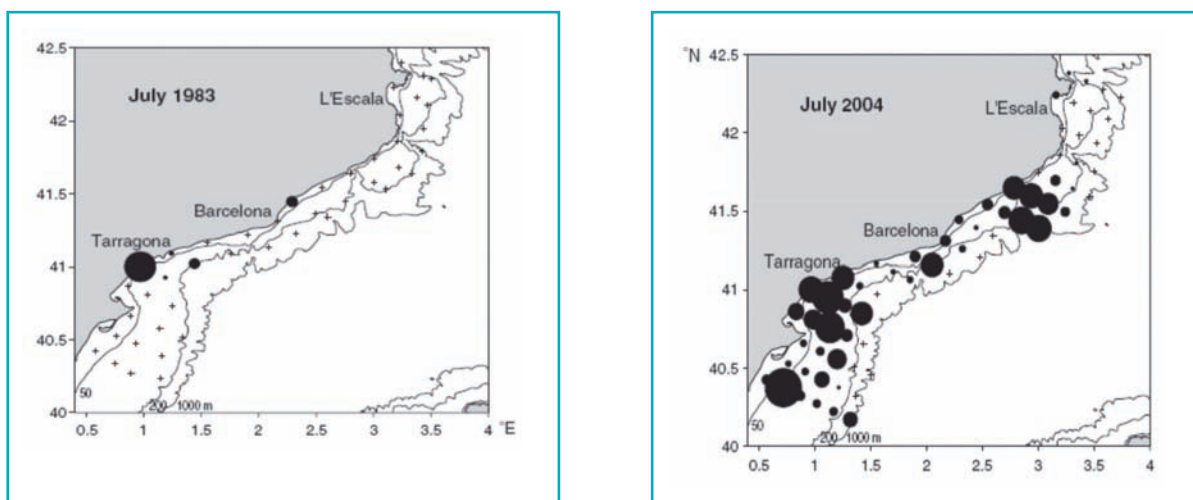 42.5
July 1983
L'Escala
42
41.5
Barcelona
Tarragona
41
40.5
50
200 1000 m
40
0.5 1 1.5 2 2.5 3 3.5 4 °E
°N 42.5
July 2004
L'Escala
42
41.5
Barcelona
Tarragona
41
40.5
50
200 1000 m
40
0.5 1 1.5 2 2.5 3 3.5 4